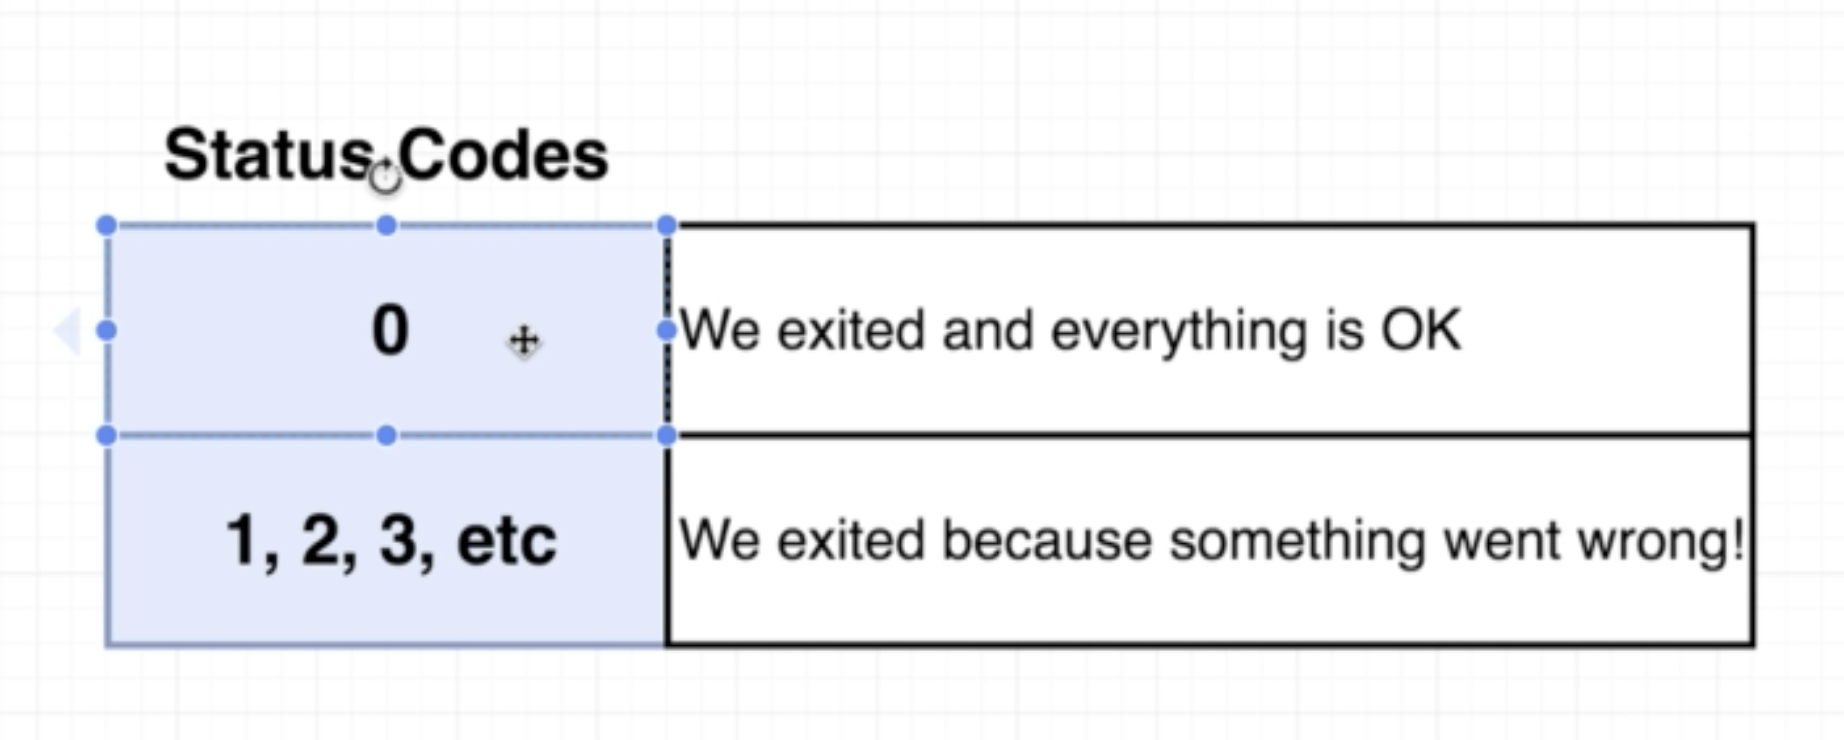 Status Codes
0
We exited and everything is OK
1, 2, 3, etc
We exited because something went wrong!